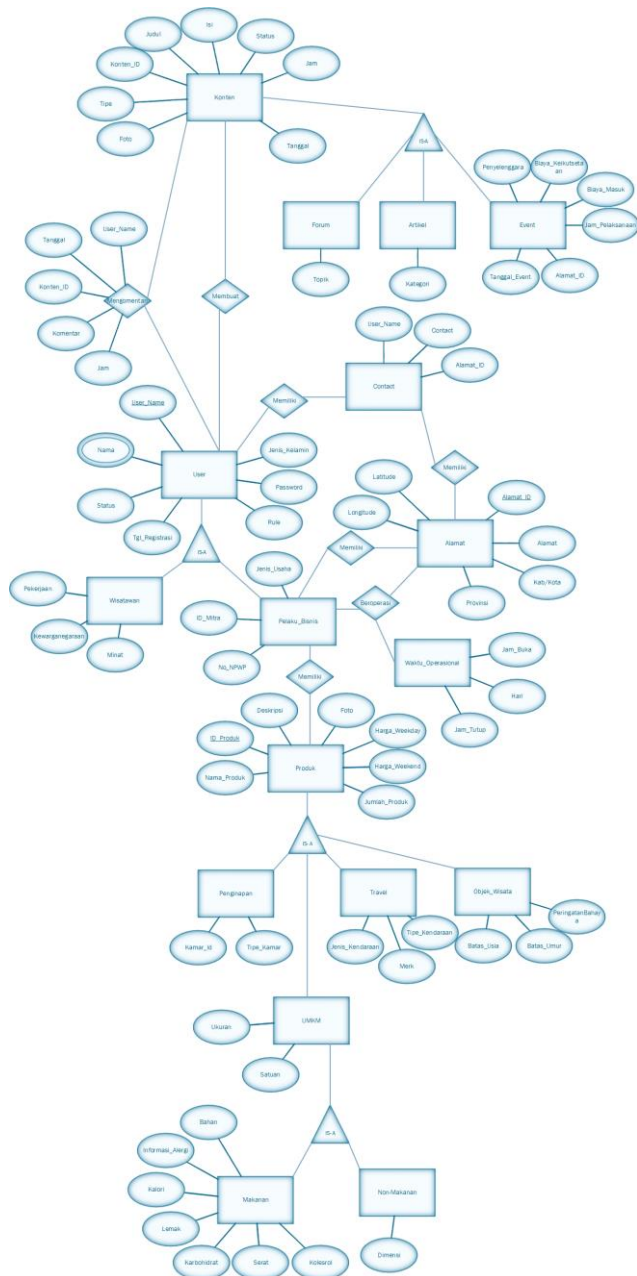 Isi
Judul
Status
Konten_ID
Jam
Konten
Tipe
Foto
Tanggal
ISA
Penyelenggara
Biaya_Keikutsetaan
Biaya_Masuk
Forum
Artikel
Event
Jam_Pelaksanaan
Topik
Kategori
Tanggal_Event
Alamat_ID
User_Name
Tanggal
Konten_ID
Mengomentari
Membuat
Komentar
Jam
User_Name
Contact
Contact
Alamat_ID
Memiliki
User_Name
Nama
Jenis_Kelamin
User
Password
Status
Rule
Tgl_Registrasi
Memiliki
Latitude
Alamat_ID
Longitude
Alamat
Alamat
Kab/Kota
Provinsi
ISA
Memiliki
Jenis_Usaha
Pekerjaan
Wisatawan
Kewarganegaraan
Minat
ID_Mitra
Pelaku_Bisnis
Beroperasi
No_NPWP
Jam_Buka
Waktu_Operasional
Hari
Jam_Tutup
Memiliki
Deskripsi
Foto
ID_Produk
Harga_Weekday
Produk
Harga_Weekend
Nama_Produk
Jumlah_Produk
IS-A
Penginapan
Travel
Objek_Wisata
PeringatanBahaya
Kamar_Id
Tipe_Kamar
Jenis_Kendaraan
Tipe_Kendaraan
Merk
Batas_Usia
Batas_Umur
UMKM
Ukuran
Satuan
IS-A
Bahan
Informasi_Alergi
Kalori
Makanan
Non-Makanan
Lemak
Karbohidrat
Serat
Kolesrol
Dimensi